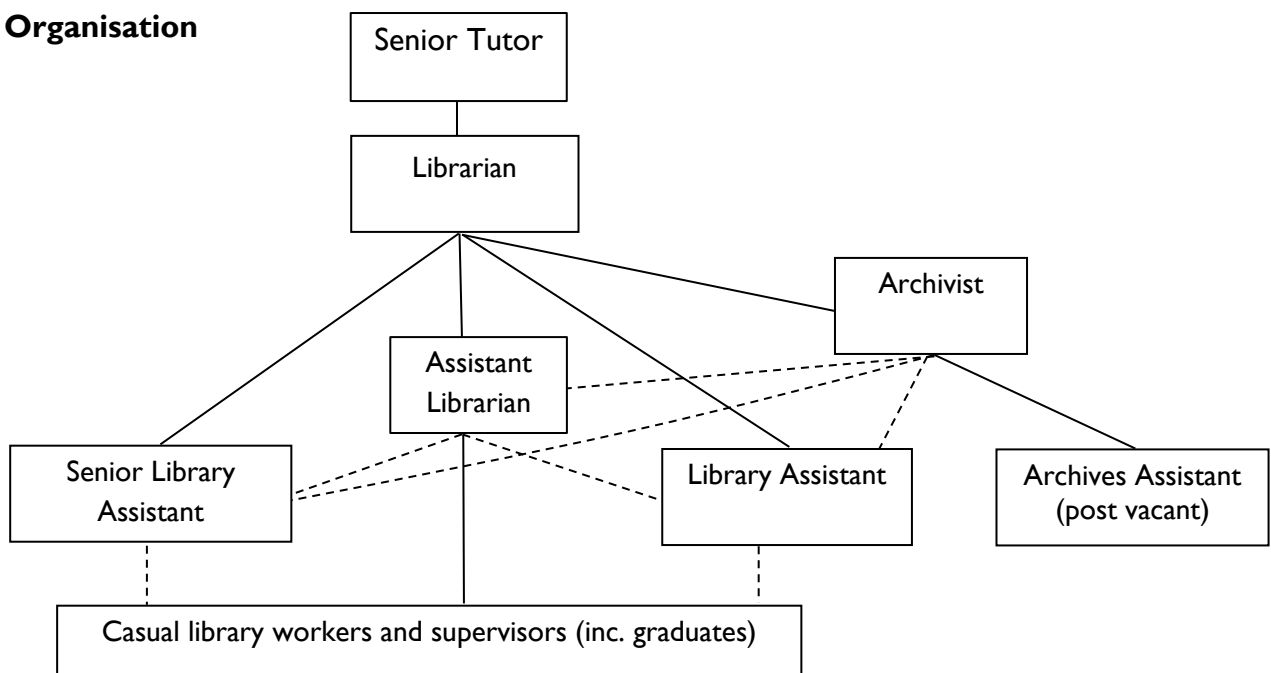 Organisation
Senior Tutor
Librarian
Archivist
Assistant
Librarian
Senior Library
Assistant
Library Assistant
Archives Assistant
(post vacant)
Casual library workers and supervisors (inc. graduates)